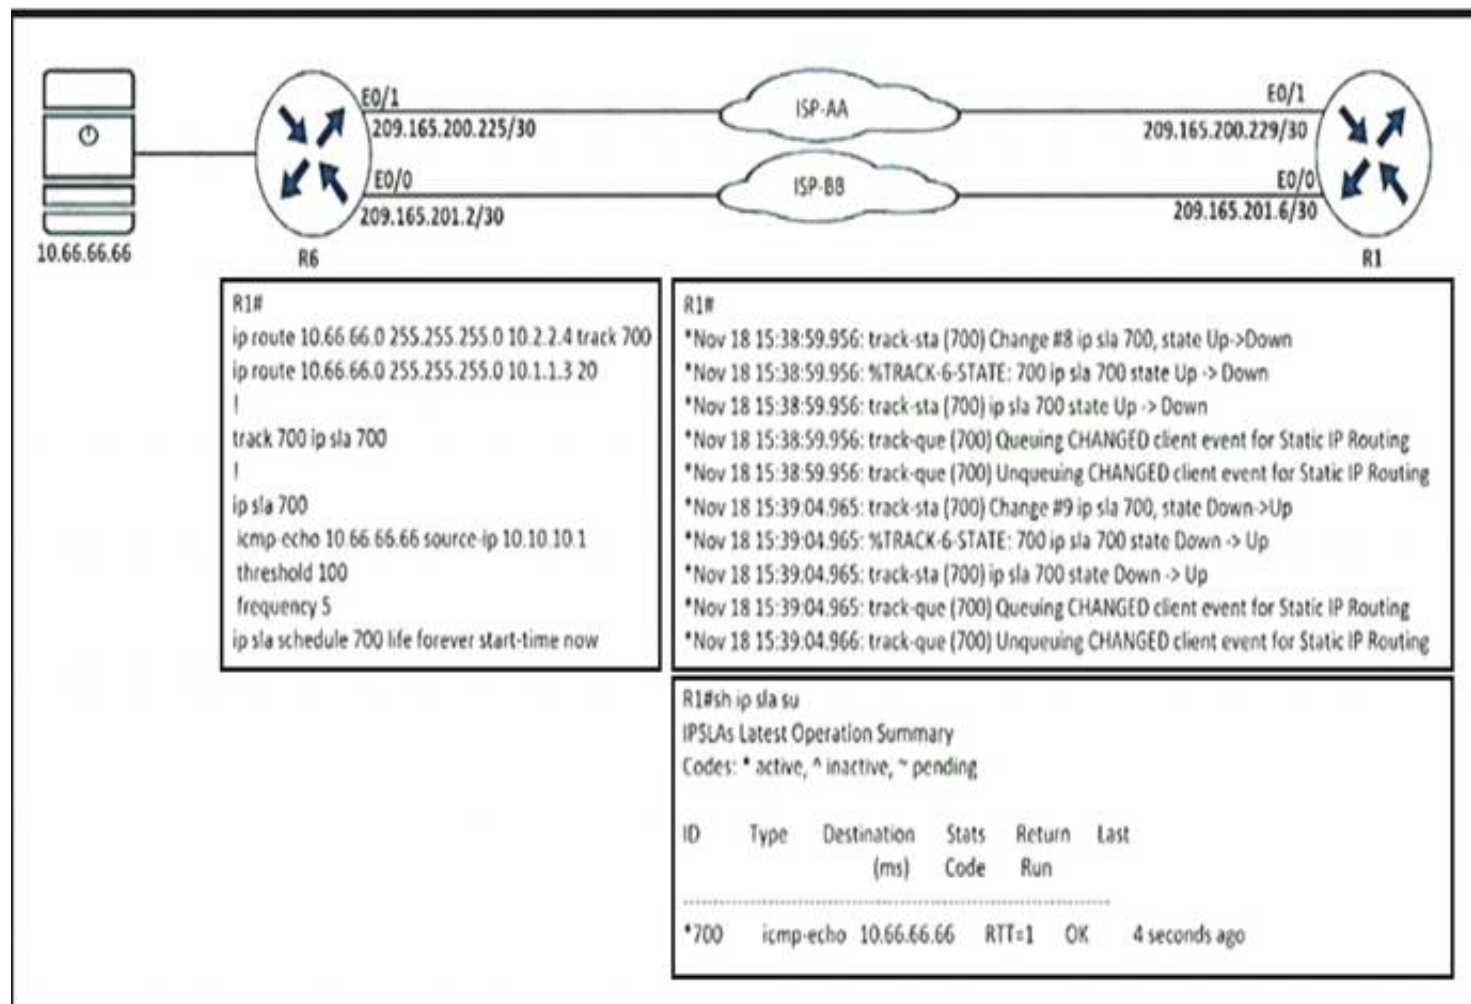 E0/1
209.165.200.225/30
ISP-AA
E0/1
209.165.200.229/30
E0/0
209.165.201.2/30
ISP-BB
E0/0
209.165.201.6/30
10.66.66.66
R6
R1
R1#
ip route 10.66.66.0 255.255.255.0 10.2.2.4 track 700
ip route 10.66.66.0 255.255.255.0 10.1.1.3 20
!
track 700 ip sla 700
!
ip sla 700
icmp-echo 10.66.66.66 source-ip 10.10.10.1
threshold 100
frequency 5
ip sla schedule 700 life forever start-time now
R1#
*Nov 18 15:38:59.956: track-sta (700) Change #8 ip sla 700, state Up->Down
*Nov 18 15:38:59.956: %TRACK-6-STATE: 700 ip sla 700 state Up -> Down
*Nov 18 15:38:59.956: track-sta (700) ip sla 700 state Up -> Down
*Nov 18 15:38:59.956: track-que (700) Queuing CHANGED client event for Static IP Routing
*Nov 18 15:38:59.956: track-que (700) Unqueuing CHANGED client event for Static IP Routing
*Nov 18 15:39:04.965: track-sta (700) Change #9 ip sla 700, state Down->Up
*Nov 18 15:39:04.965: %TRACK-6-STATE: 700 ip sla 700 state Down -> Up
*Nov 18 15:39:04.965: track-sta (700) ip sla 700 state Down -> Up
*Nov 18 15:39:04.965: track-que (700) Queuing CHANGED client event for Static IP Routing
*Nov 18 15:39:04.966: track-que (700) Unqueuing CHANGED client event for Static IP Routing
R1#sh ip sla su
IPSLAs Latest Operation Summary
Codes: * active, ^ inactive, ~ pending
ID Type Destination Stats Return Last
(ms) Code Run
*700 icmp-echo 10.66.66.66 RTT=1 OK 4 seconds ago